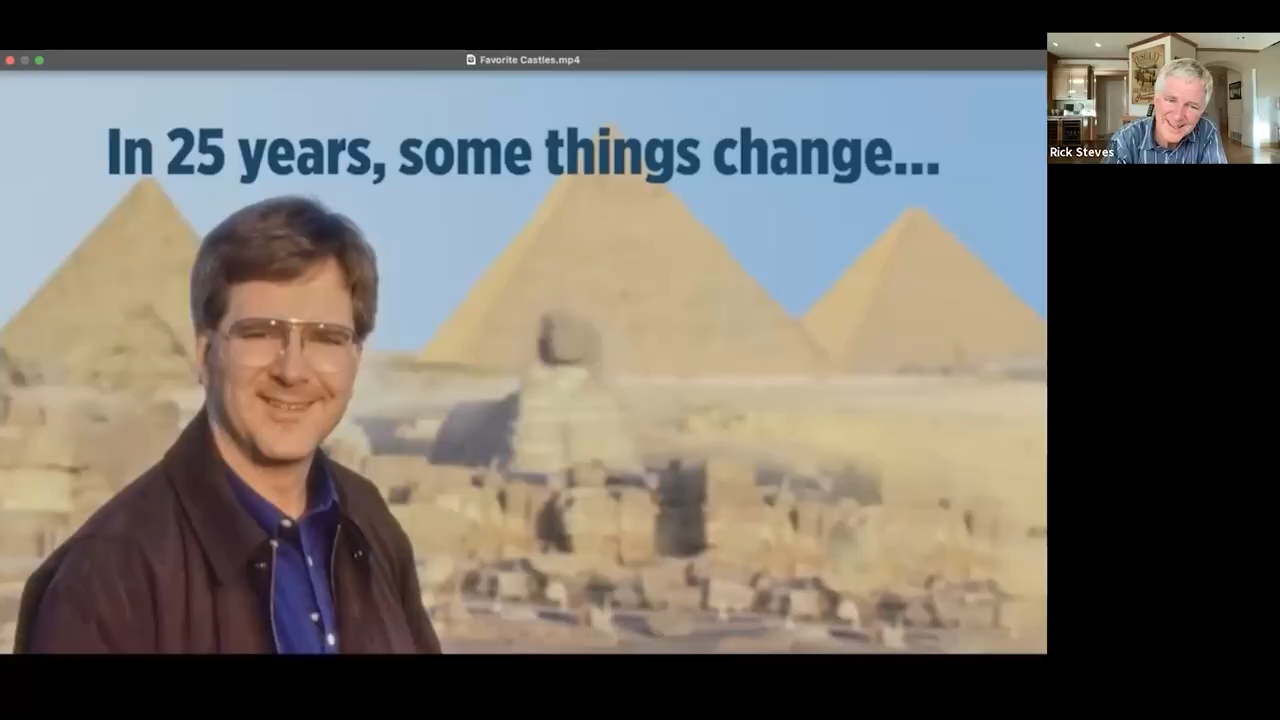 Favorite Castles.mp4
In 25 years, some things change...
Rick Steves